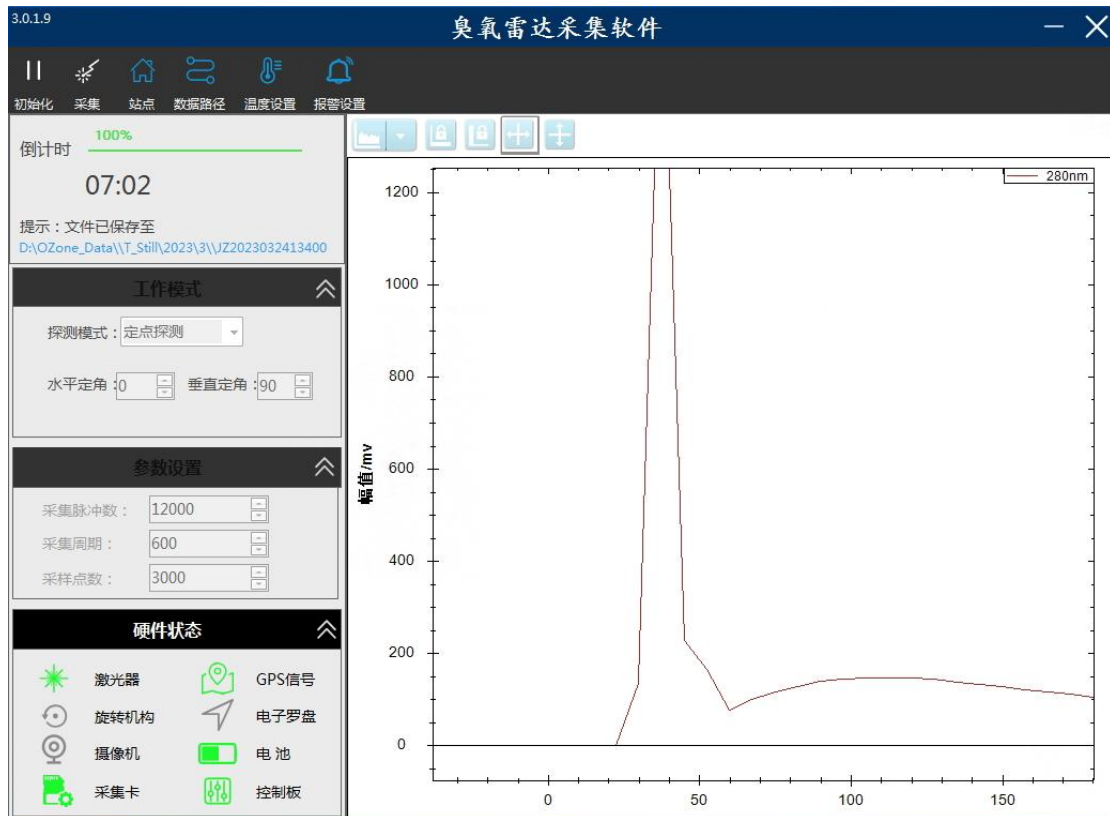 3.0.1.9
臭氧雷达采集软件
初始化 采集 站点 数据路径 温度设置 报警设置
倒计时 100%
07:02
提示：文件已保存至
D:\OZone_Data\\T_Still\2023\3\\JZ2023032413400
工作模式
探测模式：定点探测
水平定角：0 垂直定角：90
参数设置
采集脉冲数： 12000
采集周期： 600
采样点数： 3000
硬件状态
激光器 GPS信号
旋转机构 电子罗盘
摄像机 电池
采集卡 控制板
280nm
1200
1000
800
600
400
200
0
幅值/mv
0 50 100 150